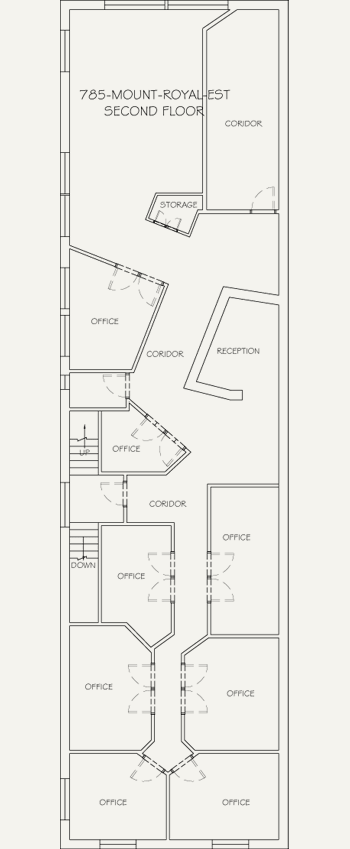 785-MOUNT-ROYAL-EST
SECOND FLOOR
CORIDOR
STORAGE
OFFICE
CORIDOR
RECEPTION
OFFICE
UP
CORIDOR
OFFICE
DOWN
OFFICE
OFFICE
OFFICE
OFFICE
OFFICE